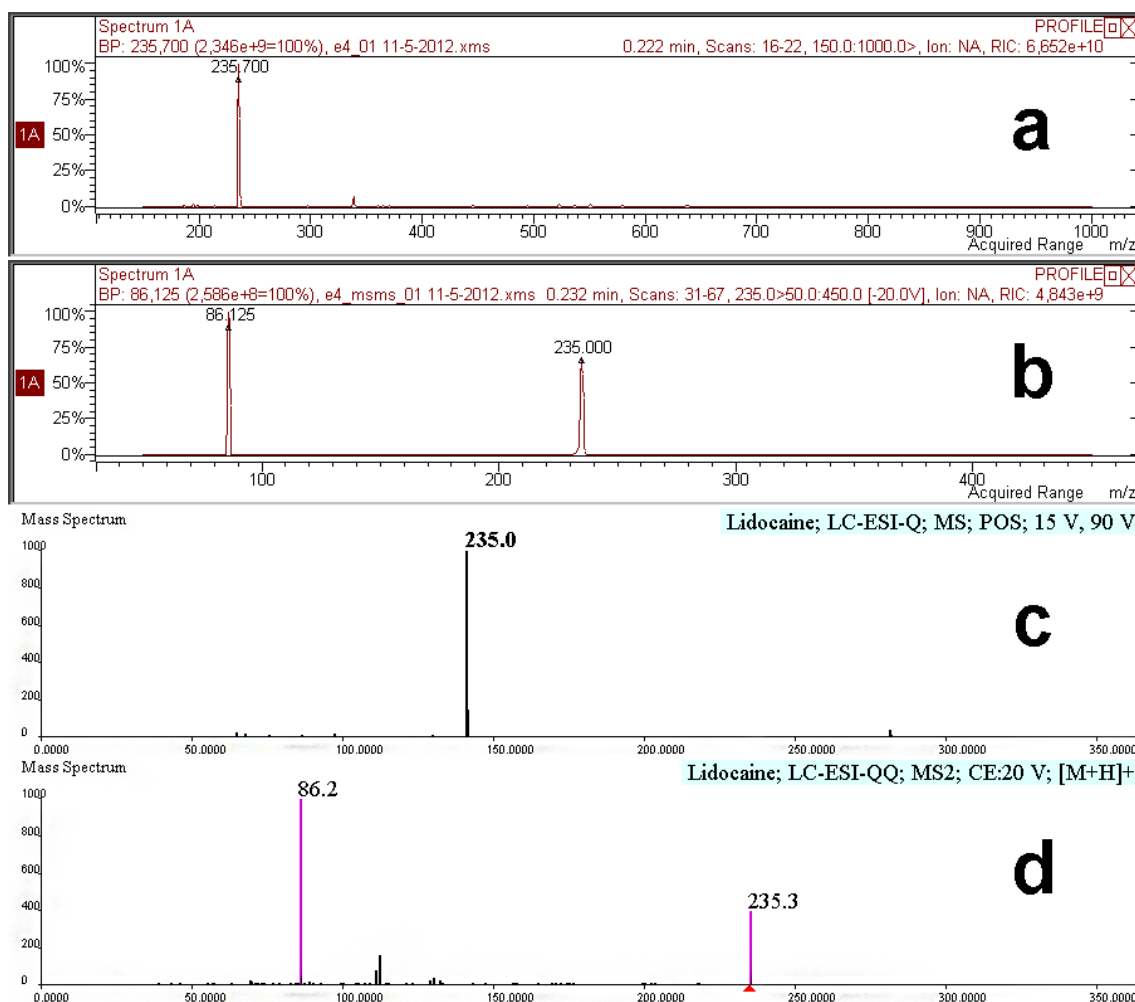 Spectrum 1A PROFILE
BP: 235,700 (2,346e+9=100%), e4_01 11-5-2012.xms 0.222 min, Scans: 16-22, 150.0:1000.0>, Ion: NA, RIC: 6,652e+10
100%
235,700
75%
a
1A
50%
25%
0%
200 300 400 500 600 700 800 900 1000
Acquired Range m/z
Spectrum 1A PROFILE
BP: 86,125 (2,586e+8=100%), e4_msms_01 11-5-2012.xms 0.232 min, Scans: 31-67, 235.0>50.0:450.0 [-20.0V], Ion: NA, RIC: 4,843e+9
100%
86.125
75%
235.000
b
1A
50%
25%
0%
100 200 300 400
Acquired Range m/z
Mass Spectrum
Lidocaine; LC-ESI-Q; MS; POS; 15 V, 90 V
1000
235.0
800
600
c
400
200
0
0.0000 50.0000 100.0000 150.0000 200.0000 250.0000 300.0000 350.0000
Mass Spectrum
Lidocaine; LC-ESI-QQ; MS2; CE:20 V; [M+H]+
1000
86.2
800
600
d
400
235.3
200
0
0.0000 50.0000 100.0000 150.0000 200.0000 250.0000 300.0000 350.0000